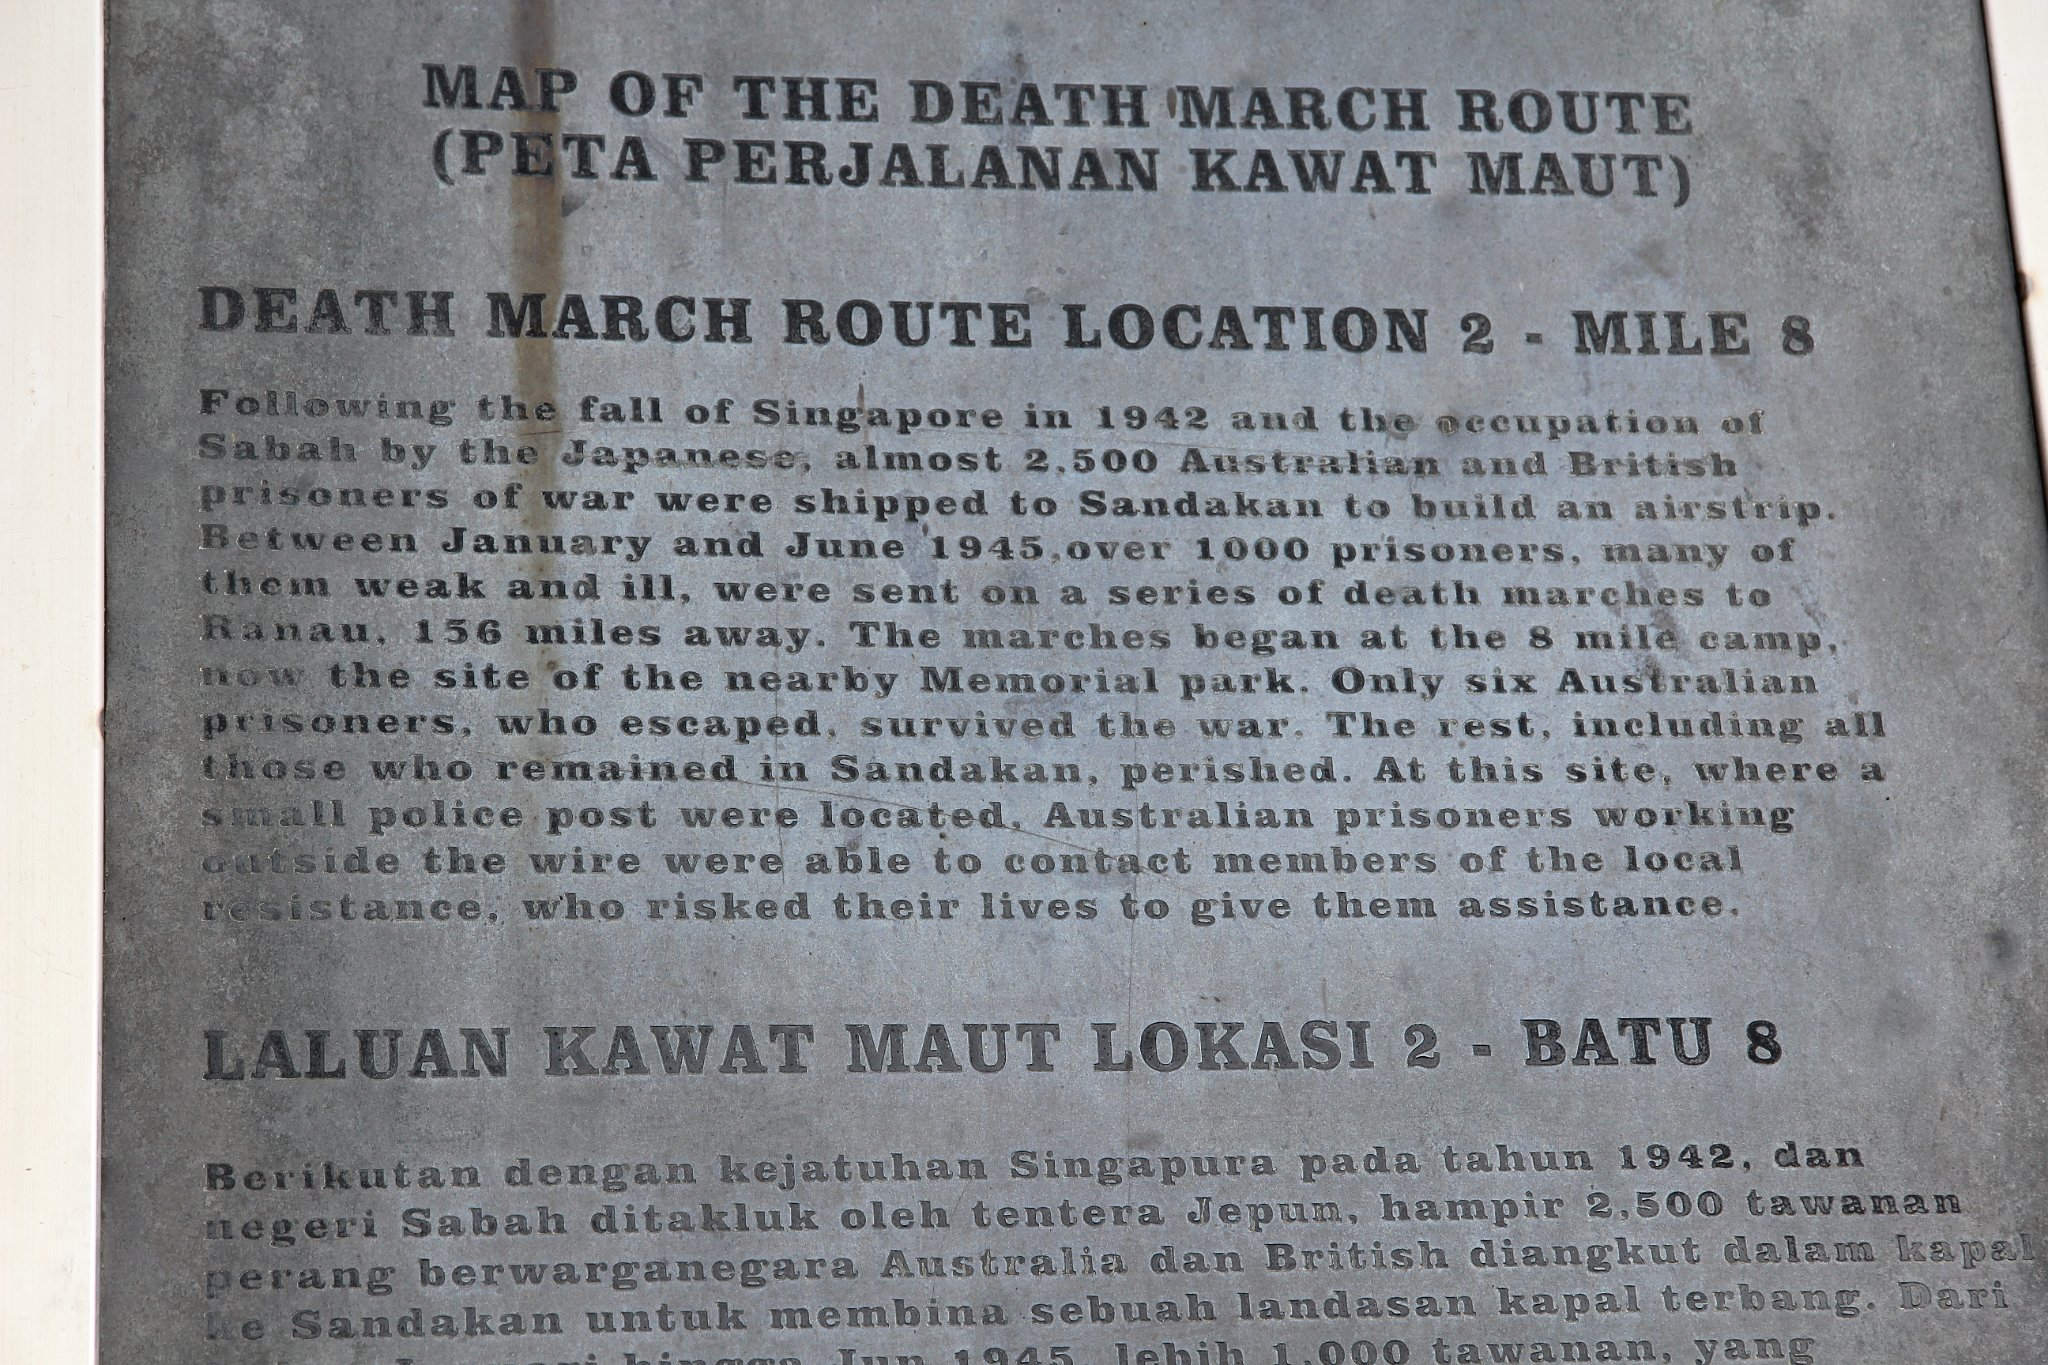 MAP OF THE DEATH MARCH ROUTE
(PETA PERJALANAN KAWAT MAUT)
DEATH MARCH ROUTE LOCATION 2 - MILE 8
Following the fall of Singapore in 1942 and the occupation of
Sabah by the Japanese, almost 2,500 Australian and British
prisoners of war were shipped to Sandakan to build an airstrip.
Between January and June 1945, over 1000 prisoners, many of
them weak and ill, were sent on a series of death marches to
Ranau, 156 miles away. The marches began at the 8 mile camp,
now the site of the nearby Memorial park. Only six Australian
prisoners, who escaped, survived the war. The rest, including all
those who remained in Sandakan, perished. At this site, where a
small police post were located, Australian prisoners working
outside the wire were able to contact members of the local
resistance, who risked their lives to give them assistance.
LALUAN KAWAT MAUT LOKASI 2 - BATU 8
Berikutan dengan kejatuhan Singapura pada tahun 1942, dan
negeri Sabah ditakluk oleh tentera Jepun, hampir 2,500 tawanan
perang berwarganegara Australia dan British diangkut dalam kapal
ke Sandakan untuk membina sebuah landasan kapal terbang. Dari
hingga Jun 1945, lebih 1,000 tawanan, yang